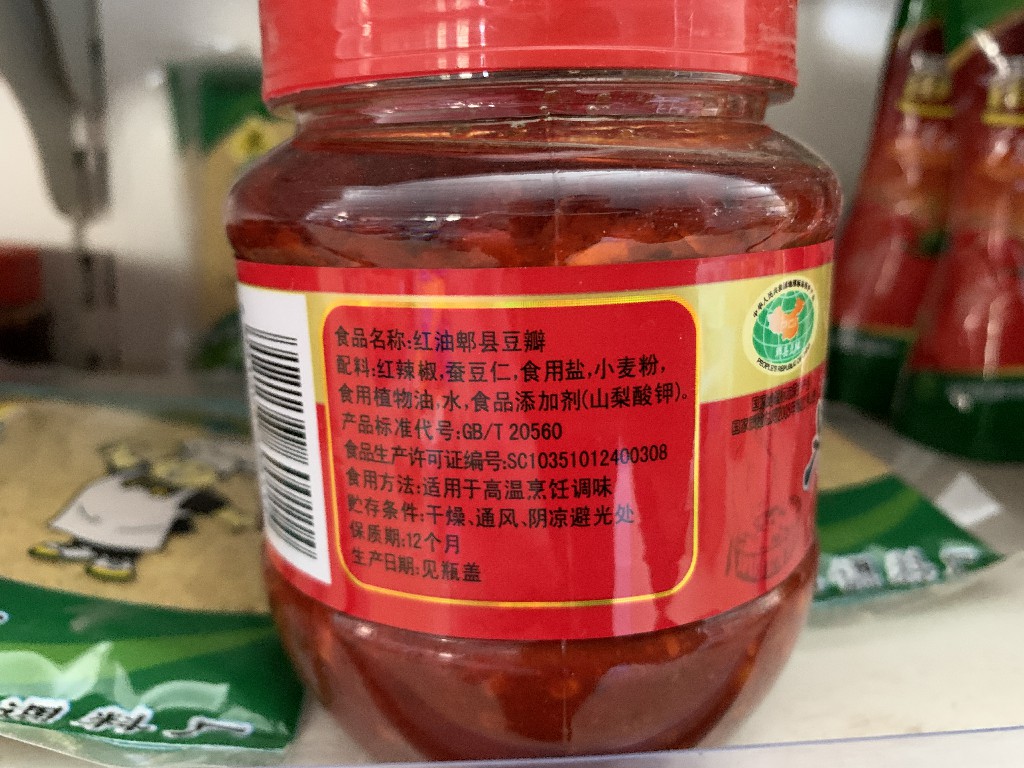 食品名称:红油郫县豆瓣
配料:红辣椒,蚕豆仁,食用盐,小麦粉,
食用植物油,水,食品添加剂(山梨酸钾)。
产品标准代号:GB/T 20560
食品生产许可证编号:SC10351012400308
食用方法:适用于高温烹饪调味
贮存条件:干燥、通风、阴凉避光处
保质期:12个月
生产日期:见瓶盖
调料厂